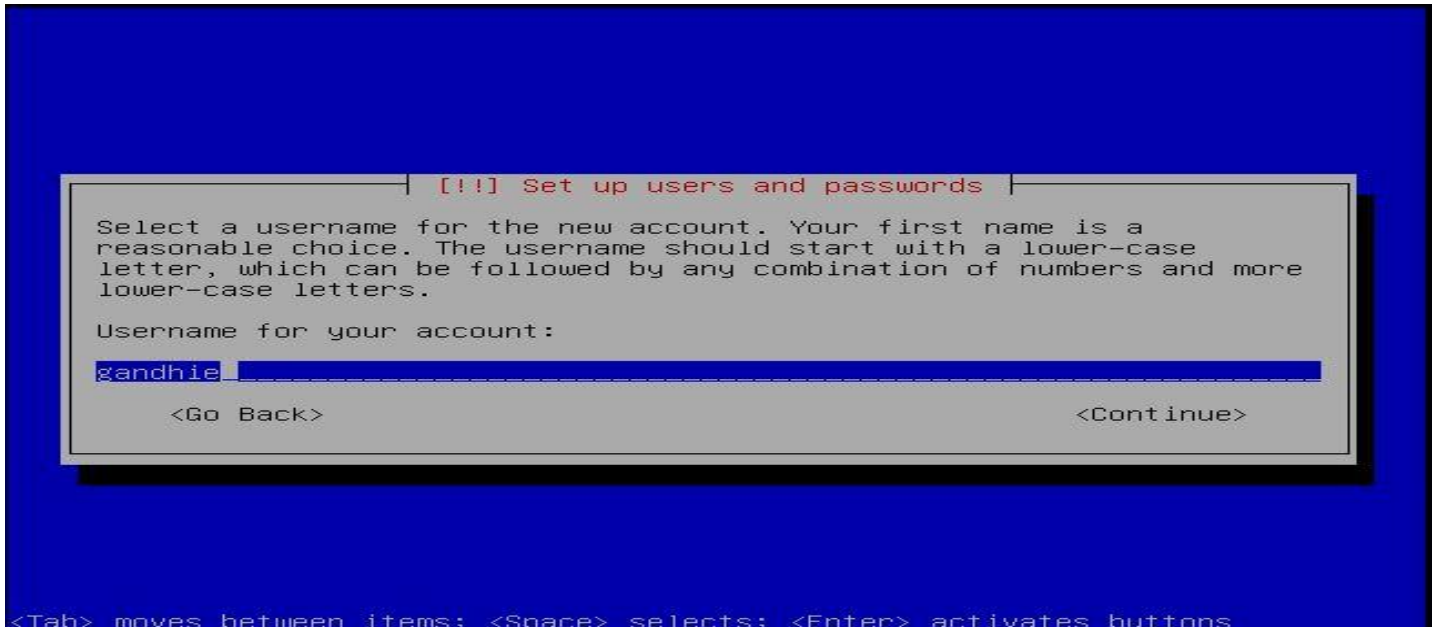 [!!] Set up users and passwords
Select a username for the new account. Your first name is a
reasonable choice. The username should start with a lower-case
letter, which can be followed by any combination of numbers and more
lower-case letters.
Username for your account:
gandhie
<Go Back> <Continue>
<Tab> moves between items; <Space> selects; <Enter> activates buttons